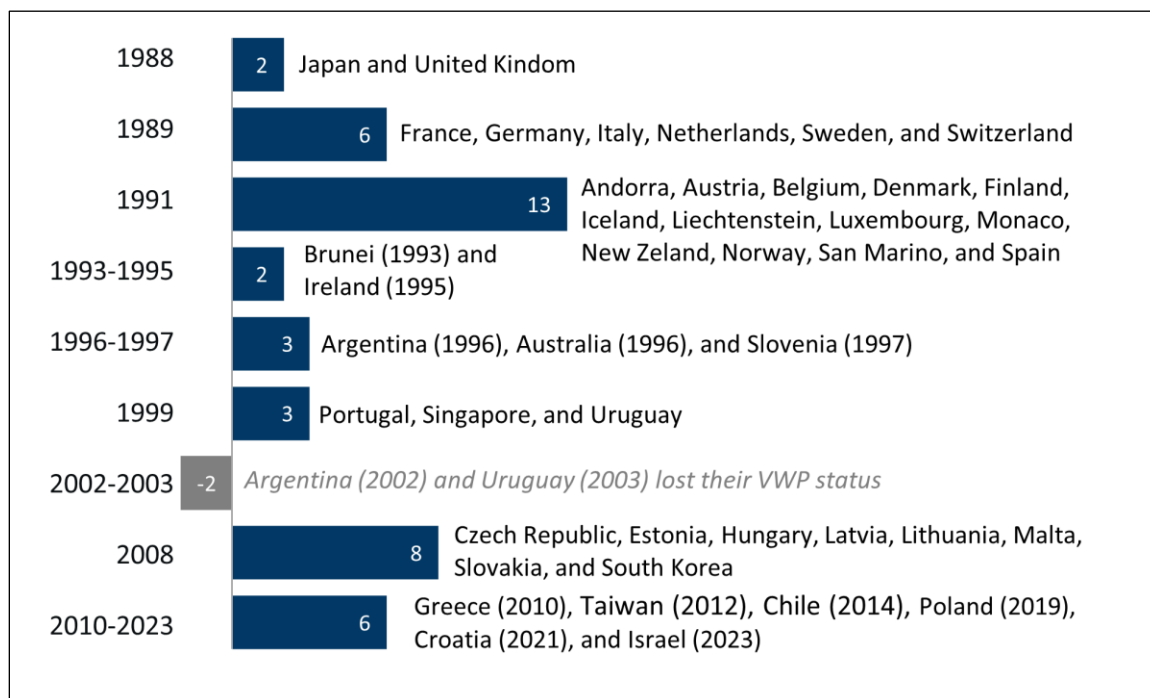 1988
2
Japan and United Kindom
1989
6
France, Germany, Italy, Netherlands, Sweden, and Switzerland
1991
13
Andorra, Austria, Belgium, Denmark, Finland,
Iceland, Liechtenstein, Luxembourg, Monaco,
New Zeland, Norway, San Marino, and Spain
1993-1995
2
Brunei (1993) and
Ireland (1995)
1996-1997
3
Argentina (1996), Australia (1996), and Slovenia (1997)
1999
3
Portugal, Singapore, and Uruguay
2002-2003
-2
Argentina (2002) and Uruguay (2003) lost their VWP status
2008
8
Czech Republic, Estonia, Hungary, Latvia, Lithuania, Malta,
Slovakia, and South Korea
2010-2023
6
Greece (2010), Taiwan (2012), Chile (2014), Poland (2019),
Croatia (2021), and Israel (2023)